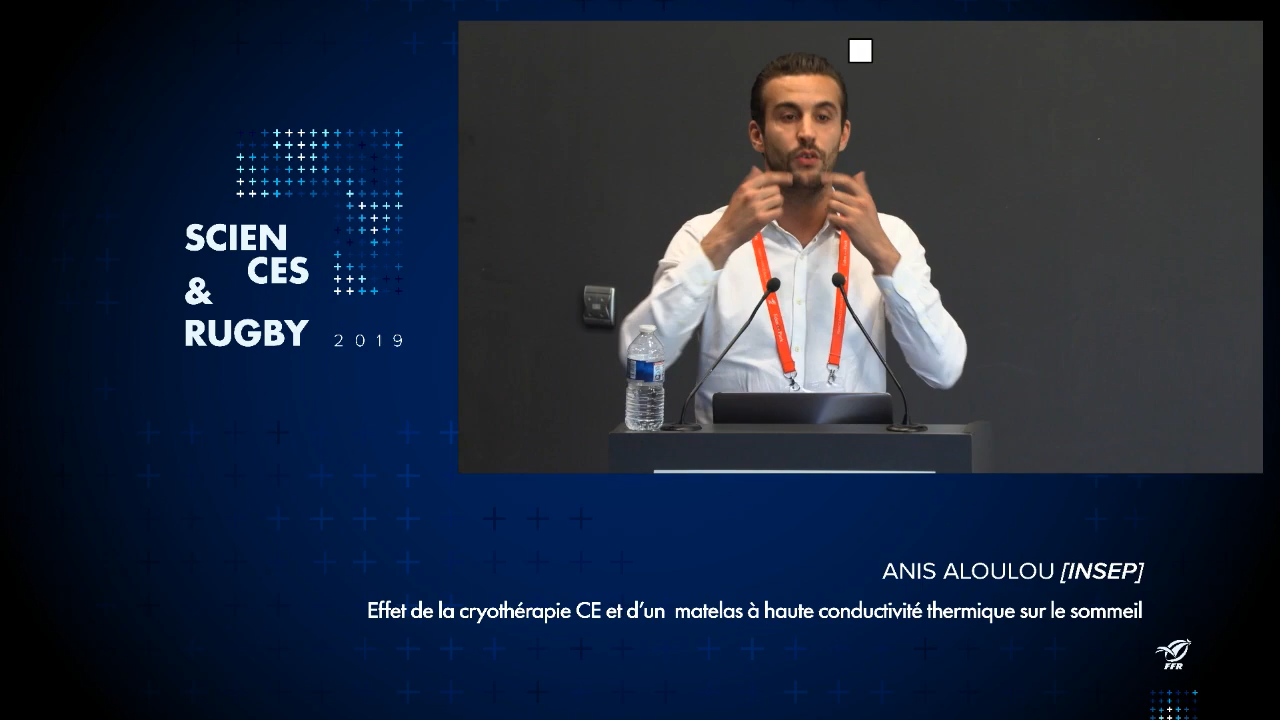 SCIEN
CES
&
RUGBY 2019
ANIS ALOULOU [INSEP]
Effet de la cryothérapie CE et d'un matelas à haute conductivité thermique sur le sommeil
FFR